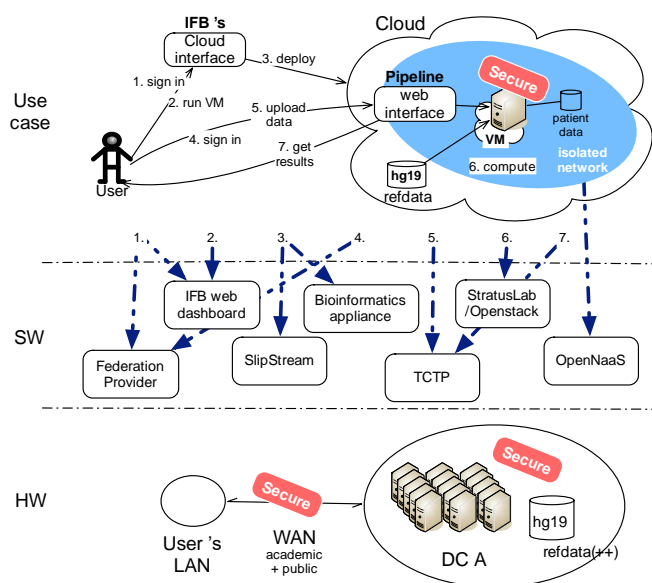 IFB 's
Cloud
interface
Cloud
3. deploy
1. sign in
2. run VM
Pipeline
web
interface
Secure
Use
case
5. upload
data
4. sign in
7. get
results
User
VM
patient
data
hg19
refdata
6. compute
isolated
network
1.
2.
3.
4.
5.
6.
7.
SW
IFB web
dashboard
Bioinformatics
appliance
StratusLab
/Openstack
Federation
Provider
SlipStream
TCTP
OpenNaaS
HW
Secure
Secure
User 's
LAN
WAN
academic
+ public
DC A
hg19
refdata(++)